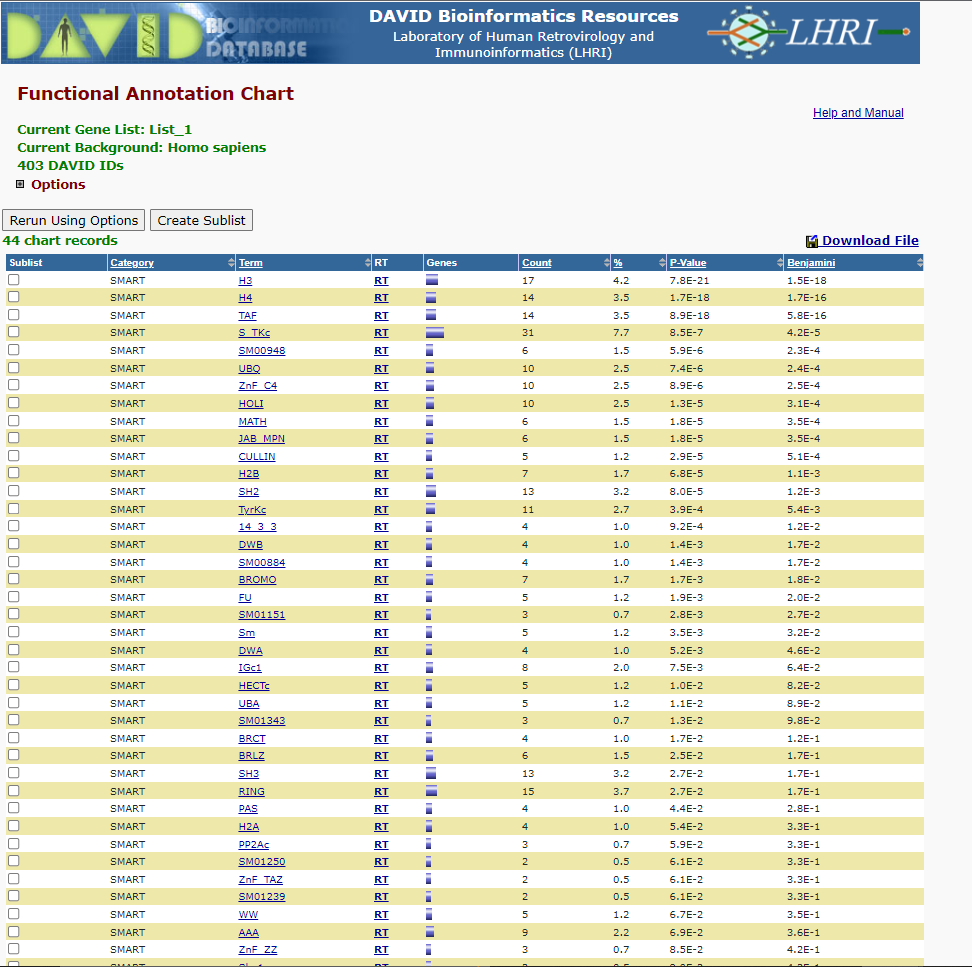 DAVID BIOINFORMATICS
DATABASE
DAVID Bioinformatics Resources
Laboratory of Human Retrovirology and
Immunoinformatics (LHRI)
LHRI
Functional Annotation Chart
Help and Manual
Current Gene List: List_1
Current Background: Homo sapiens
403 DAVID IDs
Options
Rerun Using Options Create Sublist
44 chart records Download File
Sublist Category Term RT Genes Count % P-Value Benjamini
SMART H3 RT 17 4.2 7.8E-21 1.5E-18
SMART H4 RT 14 3.5 1.7E-18 1.7E-16
SMART TAF RT 14 3.5 8.9E-18 5.8E-16
SMART S_TKc RT 31 7.7 8.5E-7 4.2E-5
SMART SM00948 RT 6 1.5 5.9E-6 2.3E-4
SMART UBQ RT 10 2.5 7.4E-6 2.4E-4
SMART ZnF_C4 RT 10 2.5 8.9E-6 2.5E-4
SMART HOLI RT 10 2.5 1.3E-5 3.1E-4
SMART MATH RT 6 1.5 1.8E-5 3.5E-4
SMART JAB_MPN RT 6 1.5 1.8E-5 3.5E-4
SMART CULLIN RT 5 1.2 2.9E-5 5.1E-4
SMART H2B RT 7 1.7 6.8E-5 1.1E-3
SMART SH2 RT 13 3.2 8.0E-5 1.2E-3
SMART TyrKc RT 11 2.7 3.9E-4 5.4E-3
SMART 14_3_3 RT 4 1.0 9.2E-4 1.2E-2
SMART DWB RT 4 1.0 1.4E-3 1.7E-2
SMART SM00884 RT 4 1.0 1.4E-3 1.7E-2
SMART BROMO RT 7 1.7 1.7E-3 1.8E-2
SMART FU RT 5 1.2 1.9E-3 2.0E-2
SMART SM01151 RT 3 0.7 2.8E-3 2.7E-2
SMART Sm RT 5 1.2 3.5E-3 3.2E-2
SMART DWA RT 4 1.0 5.2E-3 4.6E-2
SMART IGc1 RT 8 2.0 7.5E-3 6.4E-2
SMART HECTc RT 5 1.2 1.0E-2 8.2E-2
SMART UBA RT 5 1.2 1.1E-2 8.9E-2
SMART SM01343 RT 3 0.7 1.3E-2 9.8E-2
SMART BRCT RT 4 1.0 1.7E-2 1.2E-1
SMART BRLZ RT 6 1.5 2.5E-2 1.7E-1
SMART SH3 RT 13 3.2 2.7E-2 1.7E-1
SMART RING RT 15 3.7 2.7E-2 1.7E-1
SMART PAS RT 4 1.0 4.4E-2 2.8E-1
SMART H2A RT 4 1.0 5.4E-2 3.3E-1
SMART PP2Ac RT 3 0.7 5.9E-2 3.3E-1
SMART SM01250 RT 2 0.5 6.1E-2 3.3E-1
SMART ZnF_TAZ RT 2 0.5 6.1E-2 3.3E-1
SMART SM01239 RT 2 0.5 6.1E-2 3.3E-1
SMART WW RT 5 1.2 6.7E-2 3.5E-1
SMART AAA RT 9 2.2 6.9E-2 3.6E-1
SMART ZnF_ZZ RT 3 0.7 8.5E-2 4.2E-1